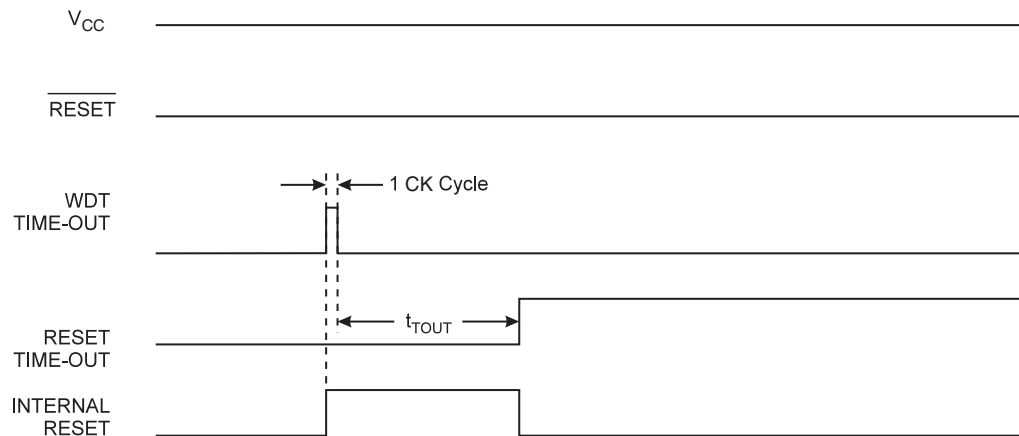 VCC
RESET
1 CK Cycle
WDT
TIME-OUT
tTOUT
RESET
TIME-OUT
INTERNAL
RESET